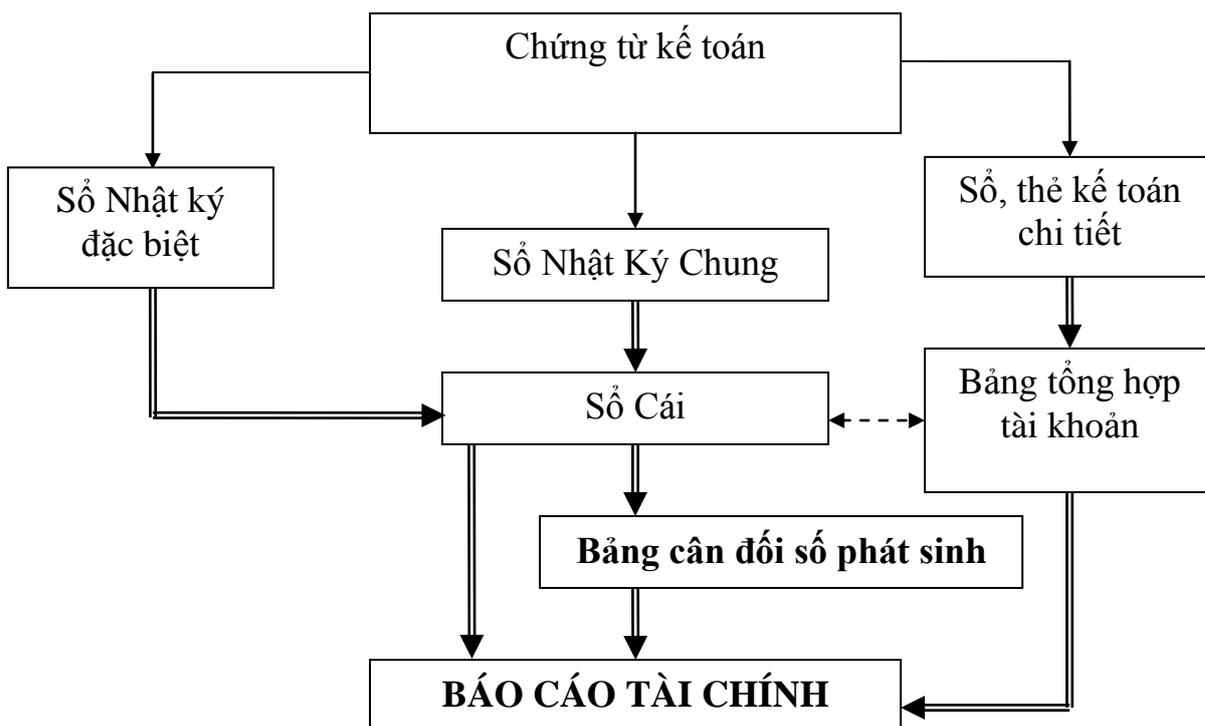 Chứng từ kế toán
Sổ Nhật ký
đặc biệt
Sổ Nhật Ký Chung
Sổ, thẻ kế toán
chi tiết
Sổ Cái
Bảng tổng hợp
tài khoản
Bảng cân đối số phát sinh
BÁO CÁO TÀI CHÍNH